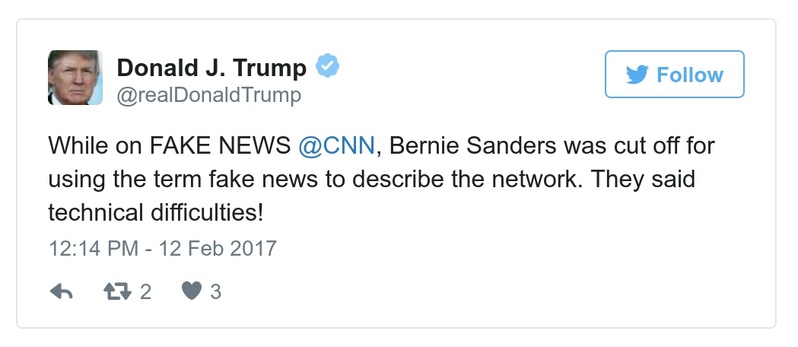 Donald J. Trump
@realDonaldTrump
Follow
While on FAKE NEWS @CNN, Bernie Sanders was cut off for
using the term fake news to describe the network. They said
technical difficulties!
12:14 PM - 12 Feb 2017
2 3